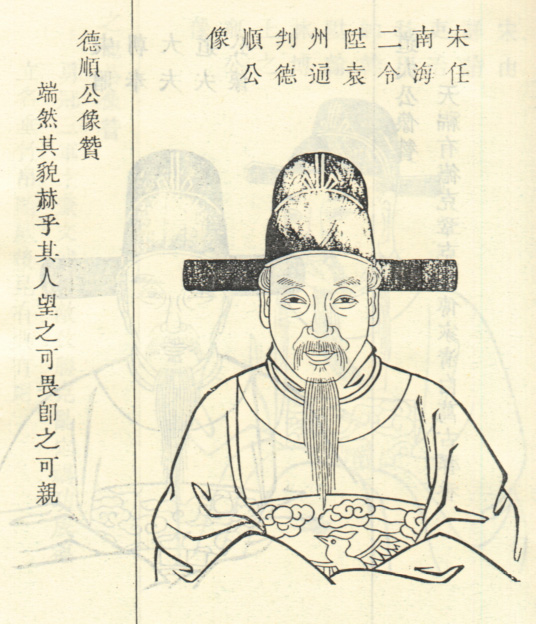 宋任
南海
二令
陞袁
州通
判德
順公
像
德順公像贊
端然其貌赫乎其人望之可畏卽之可親